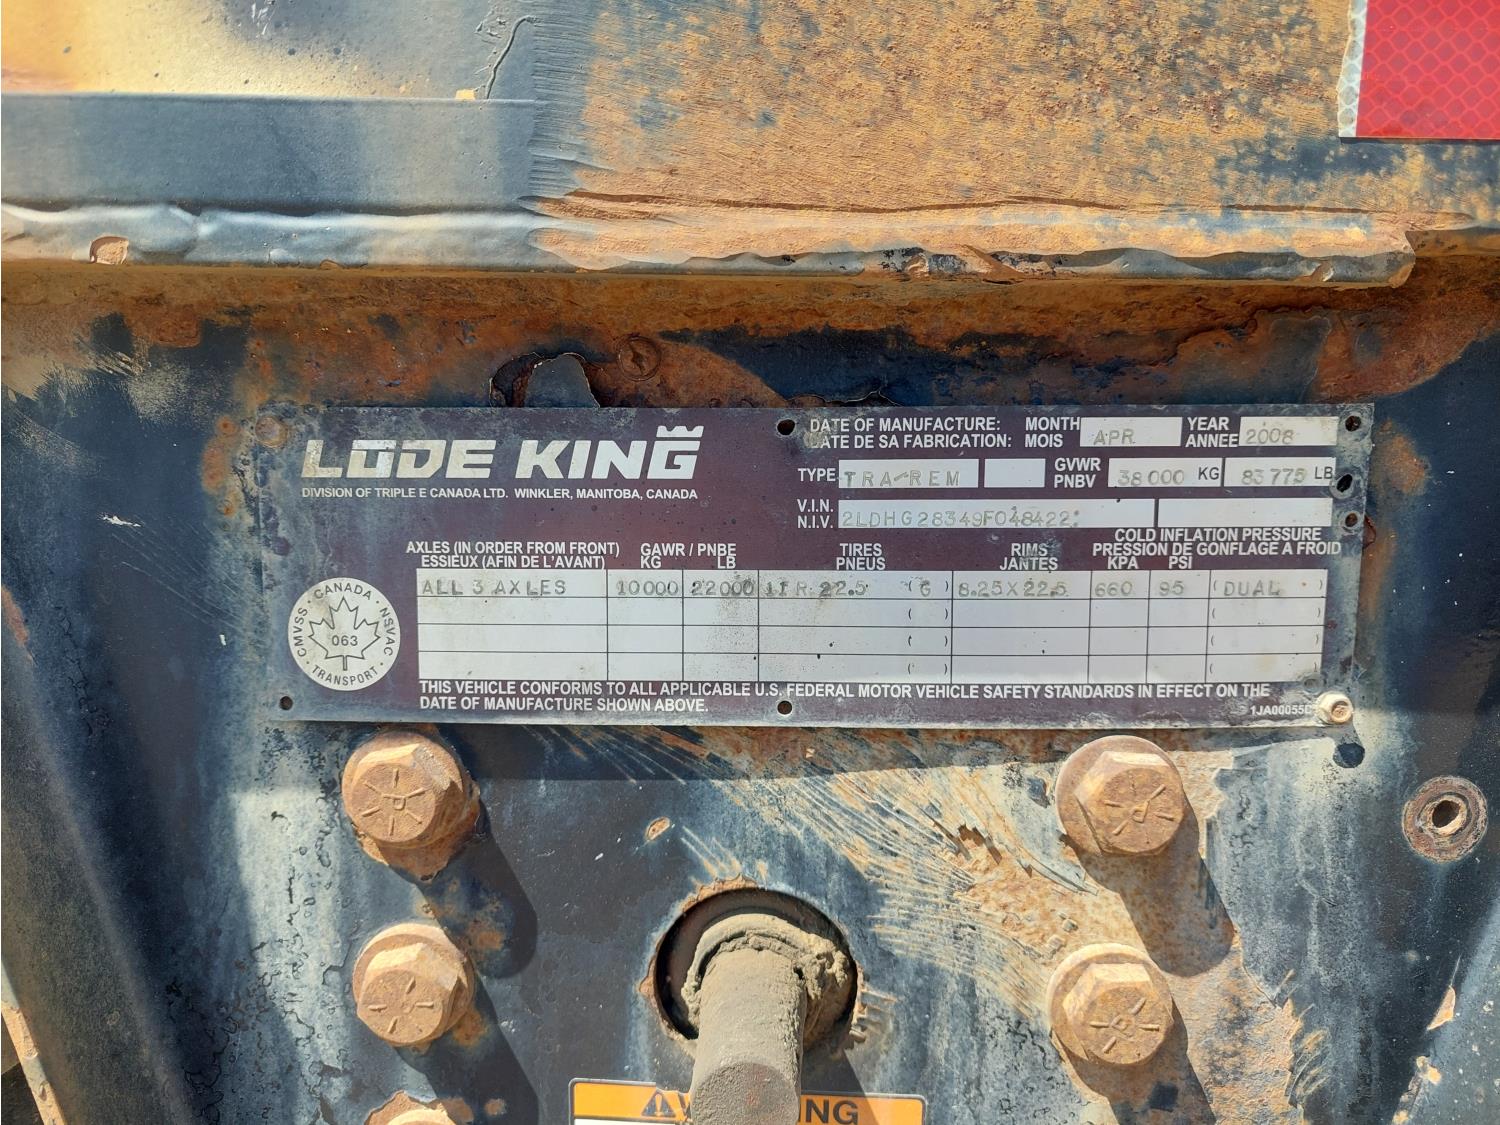 LODE KING
DIVISION OF TRIPLE E CANADA LTD. WINKLER, MANITOBA, CANADA
DATE OF MANUFACTURE: MONTH APR YEAR 2008
DATE DE SA FABRICATION: MOIS ANNEE
TYPE TRA-REM GVWR 38000 KG 83775 LB
PNBV
V.I.N. 2LDHG28349F048422
N.I.V.
COLD INFLATION PRESSURE
AXLES (IN ORDER FROM FRONT) GAWR / PNBE TIRES RIMS PRESSION DE GONFLAGE A FROID
ESSIEUX (AFIN DE L'AVANT) KG LB PNEUS JANTES KPA PSI
ALL 3 AXLES 10000 22000 11R 22.5 (G) 8.25X22.5 660 95 (DUAL)
( ) ( )
( ) ( )
( ) ( )
CMVSS · CANADA · NSVAC · TRANSPORT ·
063
THIS VEHICLE CONFORMS TO ALL APPLICABLE U.S. FEDERAL MOTOR VEHICLE SAFETY STANDARDS IN EFFECT ON THE
DATE OF MANUFACTURE SHOWN ABOVE.